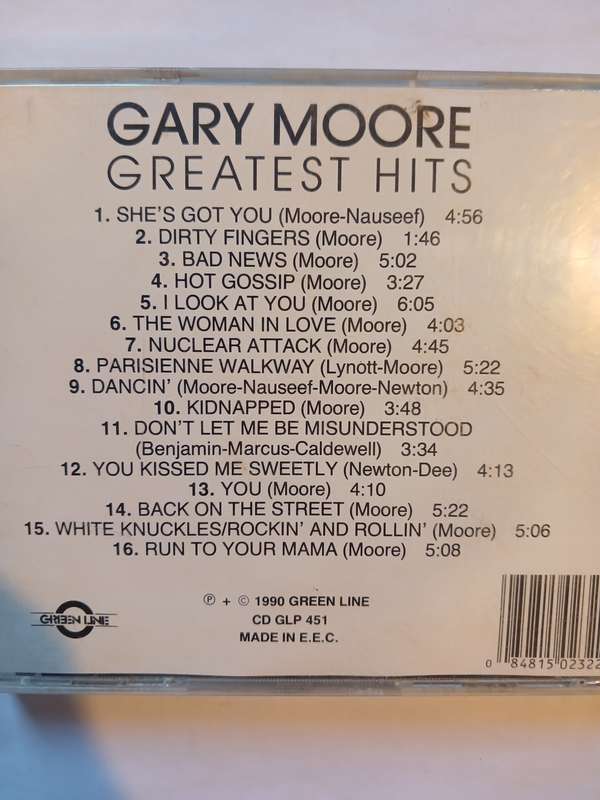 GARY MOORE
GREATEST HITS
1. SHE'S GOT YOU (Moore-Nauseef) 4:56
2. DIRTY FINGERS (Moore) 1:46
3. BAD NEWS (Moore) 5:02
4. HOT GOSSIP (Moore) 3:27
5. I LOOK AT YOU (Moore) 6:05
6. THE WOMAN IN LOVE (Moore) 4:03
7. NUCLEAR ATTACK (Moore) 4:45
8. PARISIENNE WALKWAY (Lynott-Moore) 5:22
9. DANCIN' (Moore-Nauseef-Moore-Newton) 4:35
10. KIDNAPPED (Moore) 3:48
11. DON'T LET ME BE MISUNDERSTOOD
(Benjamin-Marcus-Caldewell) 3:34
12. YOU KISSED ME SWEETLY (Newton-Dee) 4:13
13. YOU (Moore) 4:10
14. BACK ON THE STREET (Moore) 5:22
15. WHITE KNUCKLES/ROCKIN' AND ROLLIN' (Moore) 5:06
16. RUN TO YOUR MAMA (Moore) 5:08
℗ + © 1990 GREEN LINE
GREEN LINE
CD GLP 451
MADE IN E.E.C.
0 84815 02322